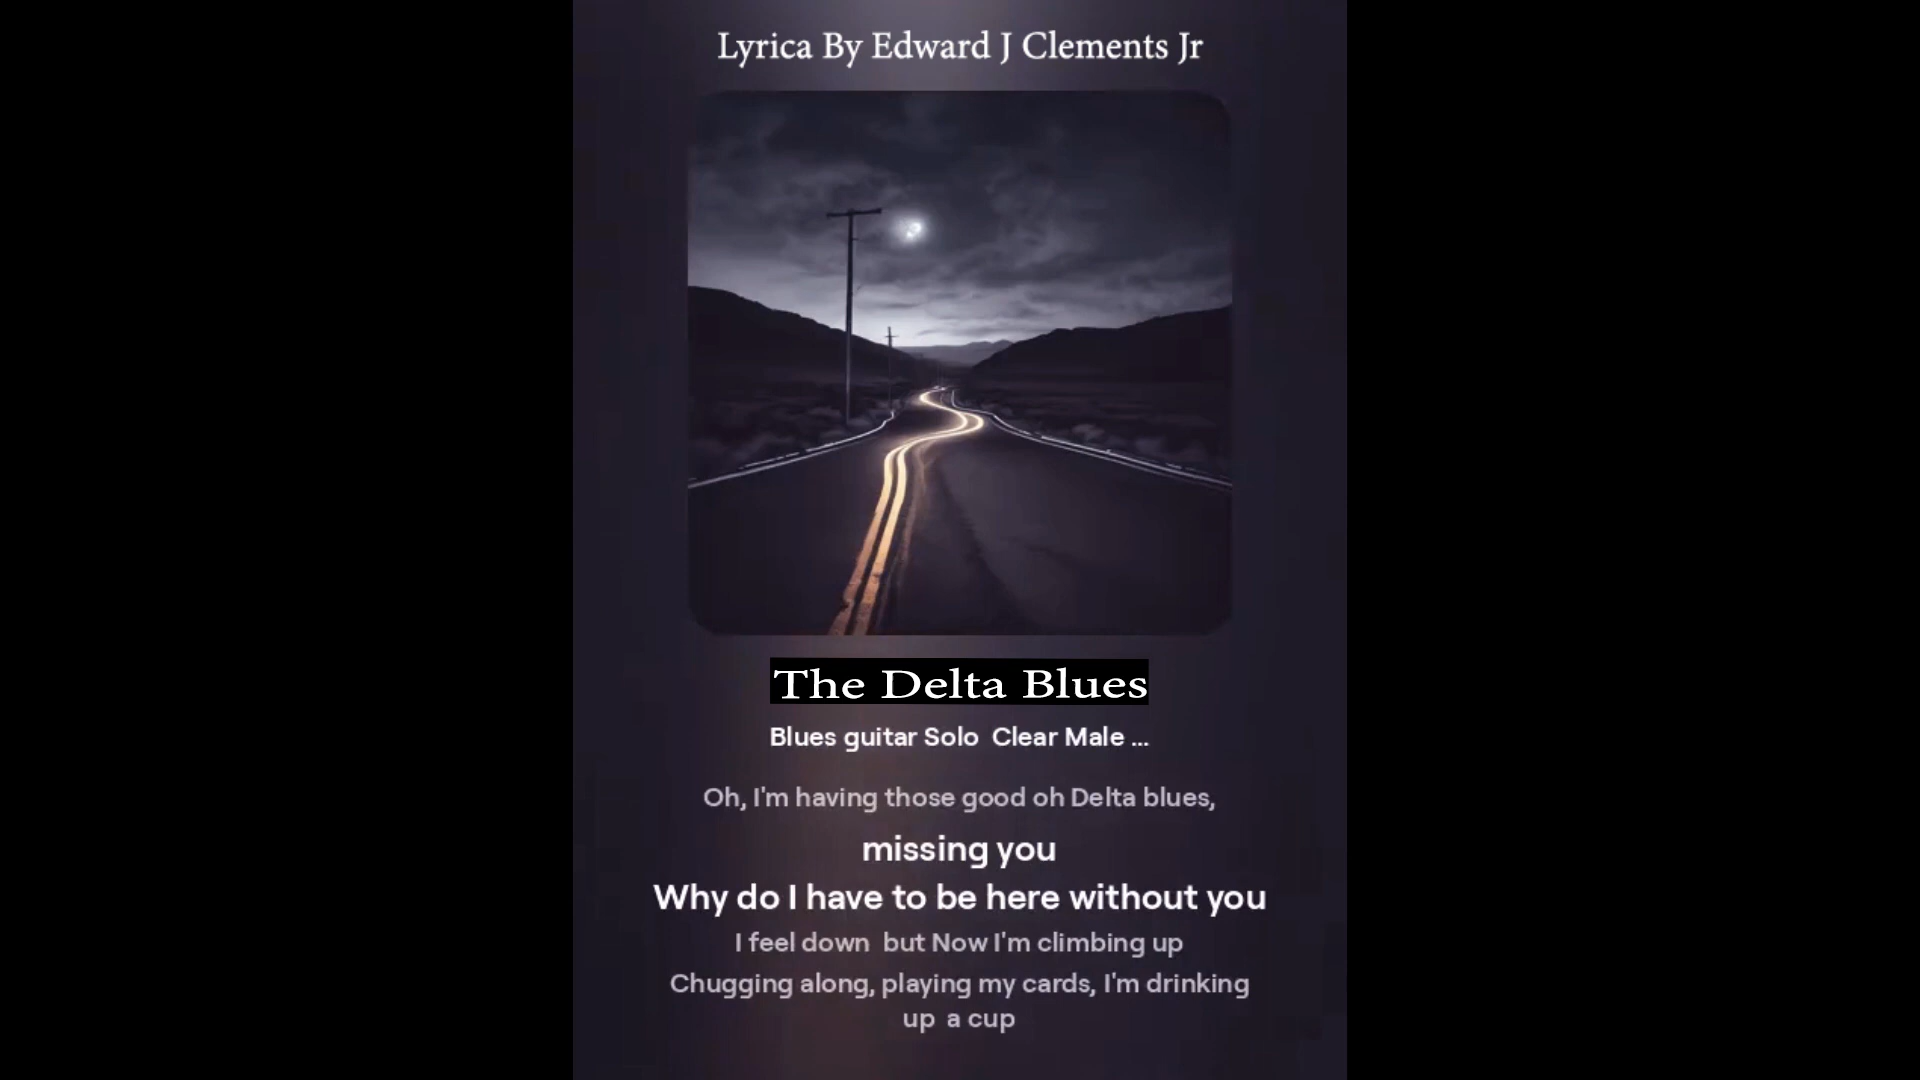 Lyrica By Edward J Clements Jr
The Delta Blues
Blues guitar Solo  Clear Male ...
Oh, I'm having those good oh Delta blues,
missing you
Why do I have to be here without you
I feel down  but Now I'm climbing up
Chugging along, playing my cards, I'm drinking
up  a cup